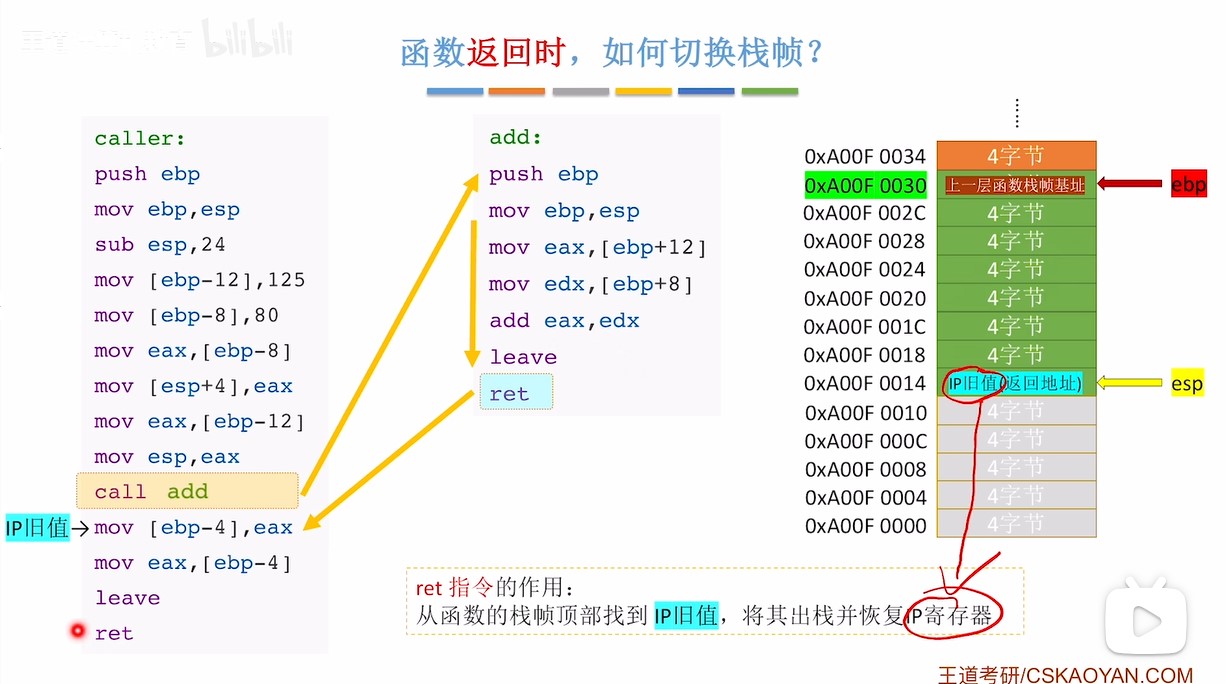 bilibili
函数返回时，如何切换栈帧？
caller:
push ebp
mov ebp,esp
sub esp,24
mov [ebp-12],125
mov [ebp-8],80
mov eax,[ebp-8]
mov [esp+4],eax
mov eax,[ebp-12]
mov esp,eax
call add
IP旧值→mov [ebp-4],eax
mov eax,[ebp-4]
leave
ret
add:
push ebp
mov ebp,esp
mov eax,[ebp+12]
mov edx,[ebp+8]
add eax,edx
leave
ret
0xA00F 0034 4字节
0xA00F 0030 上一层函数栈帧基址 ebp
0xA00F 002C 4字节
0xA00F 0028 4字节
0xA00F 0024 4字节
0xA00F 0020 4字节
0xA00F 001C 4字节
0xA00F 0018 4字节
0xA00F 0014 IP旧值(返回地址) esp
0xA00F 0010 4字节
0xA00F 000C 4字节
0xA00F 0008 4字节
0xA00F 0004 4字节
0xA00F 0000 4字节
ret 指令的作用：
从函数的栈帧顶部找到 IP旧值，将其出栈并恢复IP寄存器
王道考研/CSKAOYAN.COM